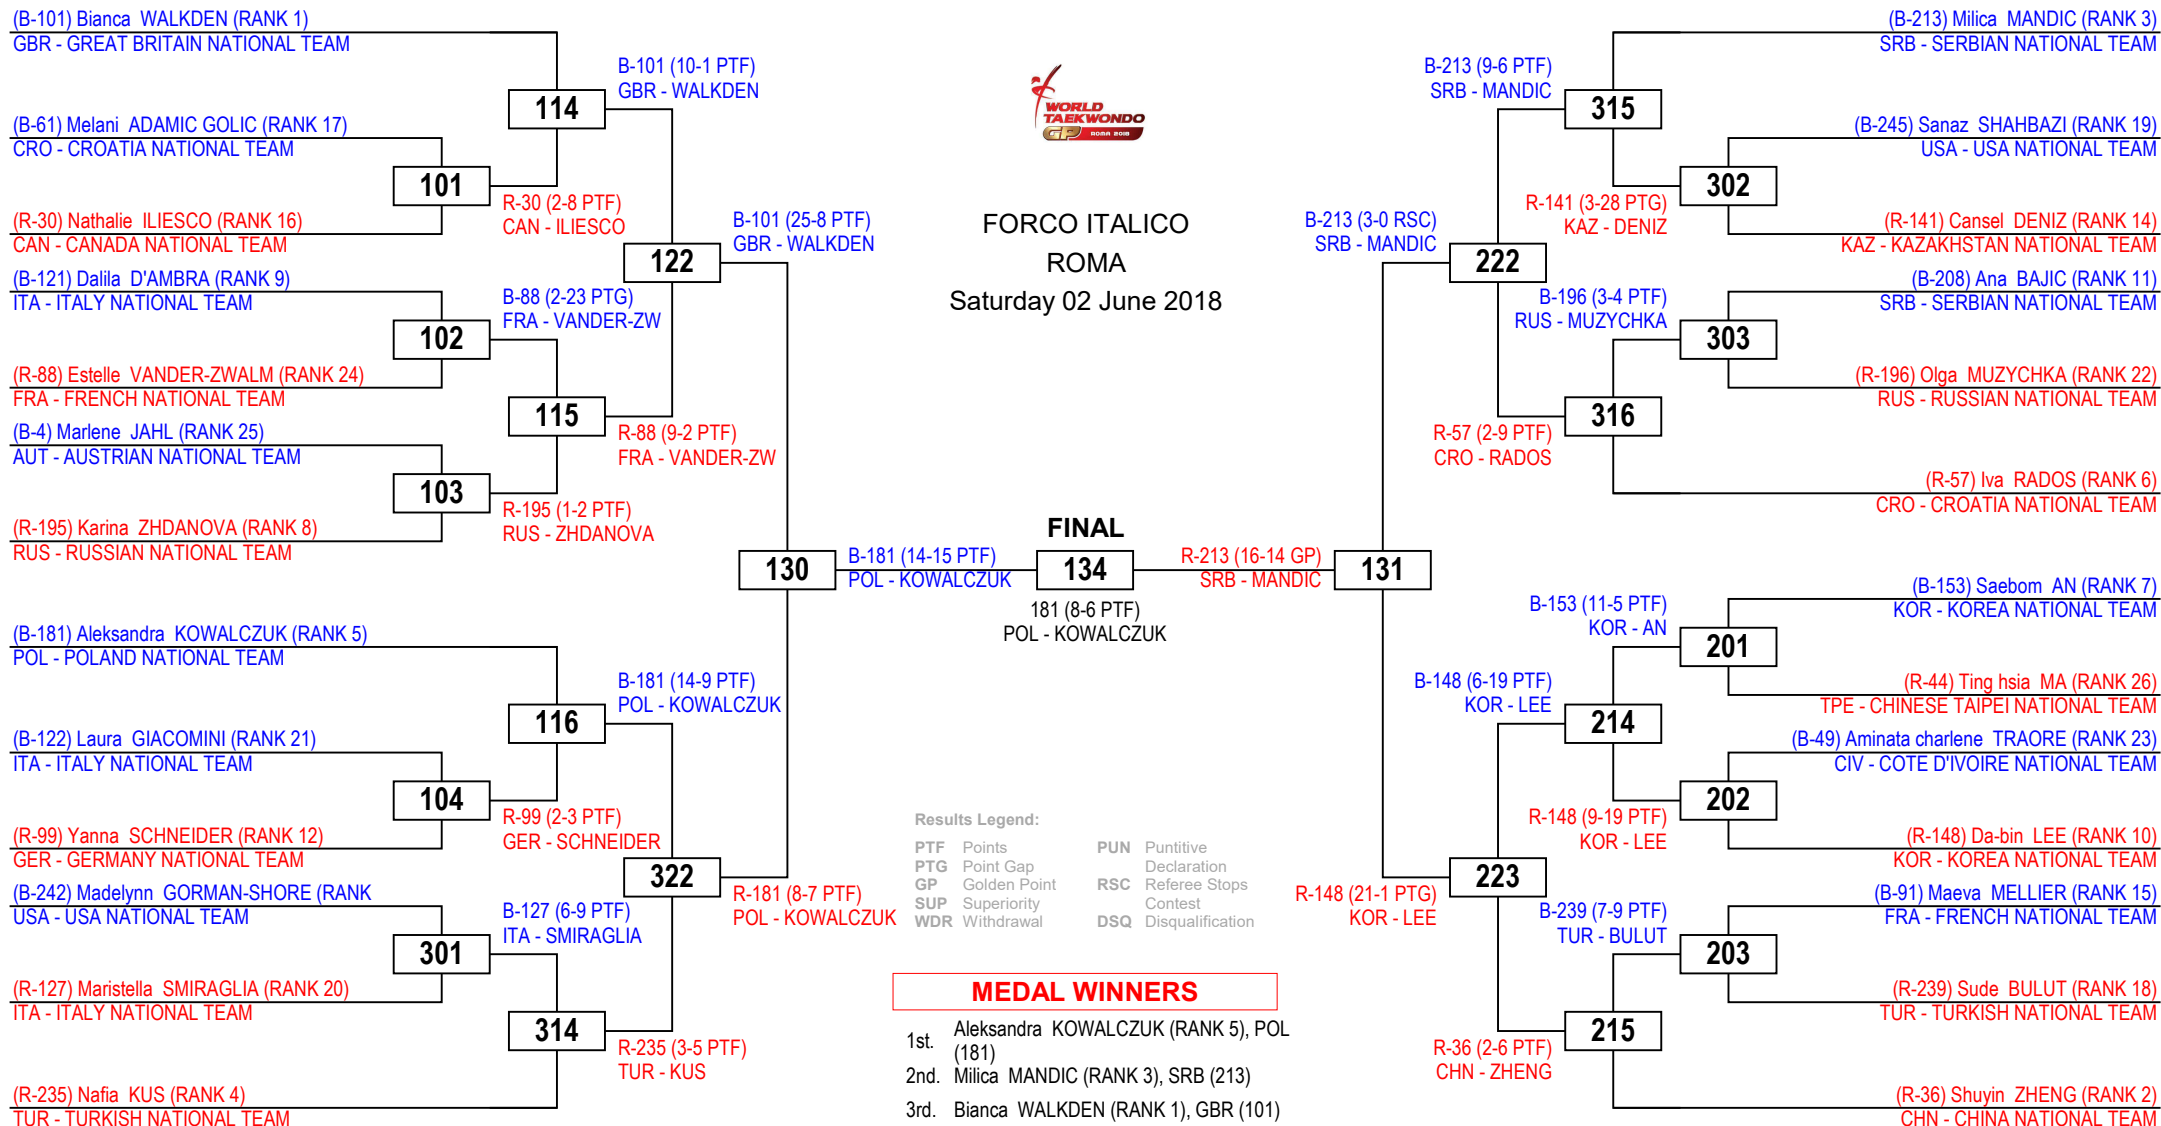 (B-101) Bianca WALKDEN (RANK 1)
GBR - GREAT BRITAIN NATIONAL TEAM
(B-61) Melani ADAMIC GOLIC (RANK 17)
CRO - CROATIA NATIONAL TEAM
(R-30) Nathalie ILIESCO (RANK 16)
CAN - CANADA NATIONAL TEAM
(B-121) Dalila D'AMBRA (RANK 9)
ITA - ITALY NATIONAL TEAM
(R-88) Estelle VANDER-ZWALM (RANK 24)
FRA - FRENCH NATIONAL TEAM
(B-4) Marlene JAHL (RANK 25)
AUT - AUSTRIAN NATIONAL TEAM
(R-195) Karina ZHDANOVA (RANK 8)
RUS - RUSSIAN NATIONAL TEAM
(B-181) Aleksandra KOWALCZUK (RANK 5)
POL - POLAND NATIONAL TEAM
(B-122) Laura GIACOMINI (RANK 21)
ITA - ITALY NATIONAL TEAM
(R-99) Yanna SCHNEIDER (RANK 12)
GER - GERMANY NATIONAL TEAM
(B-242) Madelynn GORMAN-SHORE (RANK
USA - USA NATIONAL TEAM
(R-127) Maristella SMIRAGLIA (RANK 20)
ITA - ITALY NATIONAL TEAM
(R-235) Nafia KUS (RANK 4)
TUR - TURKISH NATIONAL TEAM
101
102
103
104
301
R-30 (2-8 PTF)
CAN - ILIESCO
B-88 (2-23 PTG)
FRA - VANDER-ZW
R-195 (1-2 PTF)
RUS - ZHDANOVA
R-99 (2-3 PTF)
GER - SCHNEIDER
B-127 (6-9 PTF)
ITA - SMIRAGLIA
114
115
116
314
B-101 (10-1 PTF)
GBR - WALKDEN
R-88 (9-2 PTF)
FRA - VANDER-ZW
B-181 (14-9 PTF)
POL - KOWALCZUK
R-235 (3-5 PTF)
TUR - KUS
122
322
B-101 (25-8 PTF)
GBR - WALKDEN
R-181 (8-7 PTF)
POL - KOWALCZUK
130
B-181 (14-15 PTF)
POL - KOWALCZUK
WORLD
TAEKWONDO
GP ROMA 2018
FORCO ITALICO
ROMA
Saturday 02 June 2018
FINAL
134
181 (8-6 PTF)
POL - KOWALCZUK
Results Legend:
PTF Points
PTG Point Gap
GP Golden Point
SUP Superiority
WDR Withdrawal
PUN Puntitive
Declaration
RSC Referee Stops
Contest
DSQ Disqualification
MEDAL WINNERS
1st. Aleksandra KOWALCZUK (RANK 5), POL
(181)
2nd. Milica MANDIC (RANK 3), SRB (213)
3rd. Bianca WALKDEN (RANK 1), GBR (101)
R-213 (16-14 GP)
SRB - MANDIC
131
B-213 (3-0 RSC)
SRB - MANDIC
R-148 (21-1 PTG)
KOR - LEE
222
223
B-213 (9-6 PTF)
SRB - MANDIC
R-57 (2-9 PTF)
CRO - RADOS
B-148 (6-19 PTF)
KOR - LEE
R-36 (2-6 PTF)
CHN - ZHENG
315
316
214
215
R-141 (3-28 PTG)
KAZ - DENIZ
B-196 (3-4 PTF)
RUS - MUZYCHKA
B-153 (11-5 PTF)
KOR - AN
R-148 (9-19 PTF)
KOR - LEE
B-239 (7-9 PTF)
TUR - BULUT
302
303
201
202
203
(B-213) Milica MANDIC (RANK 3)
SRB - SERBIAN NATIONAL TEAM
(B-245) Sanaz SHAHBAZI (RANK 19)
USA - USA NATIONAL TEAM
(R-141) Cansel DENIZ (RANK 14)
KAZ - KAZAKHSTAN NATIONAL TEAM
(B-208) Ana BAJIC (RANK 11)
SRB - SERBIAN NATIONAL TEAM
(R-196) Olga MUZYCHKA (RANK 22)
RUS - RUSSIAN NATIONAL TEAM
(R-57) Iva RADOS (RANK 6)
CRO - CROATIA NATIONAL TEAM
(B-153) Saebom AN (RANK 7)
KOR - KOREA NATIONAL TEAM
(R-44) Ting hsia MA (RANK 26)
TPE - CHINESE TAIPEI NATIONAL TEAM
(B-49) Aminata charlene TRAORE (RANK 23)
CIV - COTE D'IVOIRE NATIONAL TEAM
(R-148) Da-bin LEE (RANK 10)
KOR - KOREA NATIONAL TEAM
(B-91) Maeva MELLIER (RANK 15)
FRA - FRENCH NATIONAL TEAM
(R-239) Sude BULUT (RANK 18)
TUR - TURKISH NATIONAL TEAM
(R-36) Shuyin ZHENG (RANK 2)
CHN - CHINA NATIONAL TEAM